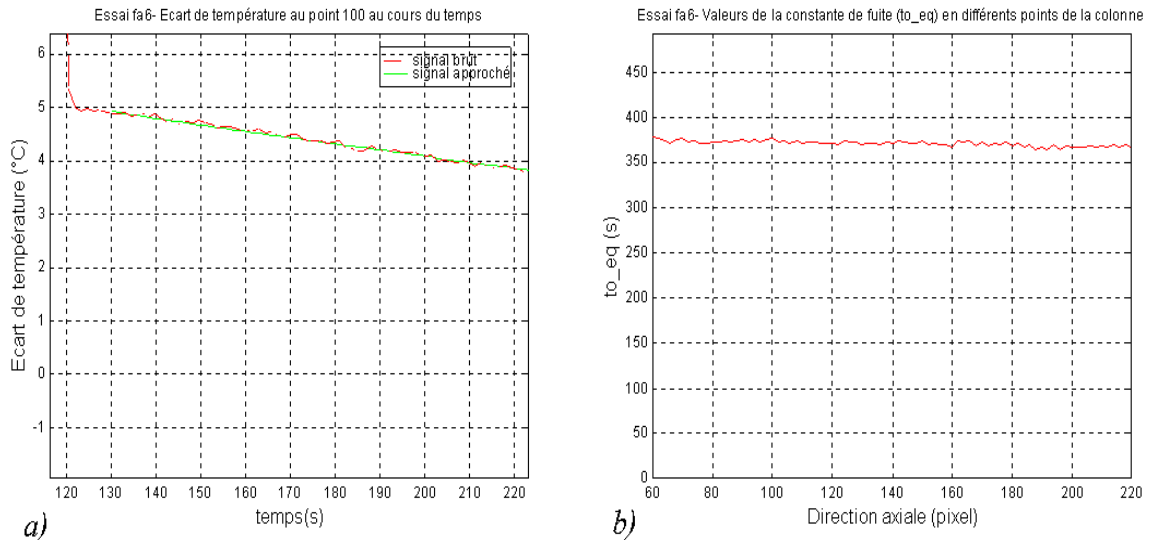 Essai fa6- Ecart de température au point 100 au cours du temps
signal brut
signal approché
Ecart de température (°C)
6
5
4
3
2
1
0
-1
120 130 140 150 160 170 180 190 200 210 220
temps(s)
a)
Essai fa6- Valeurs de la constante de fuite (to_eq) en différents points de la colonne
to_eq (s)
450
400
350
300
250
200
150
100
50
0
60 80 100 120 140 160 180 200 220
Direction axiale (pixel)
b)